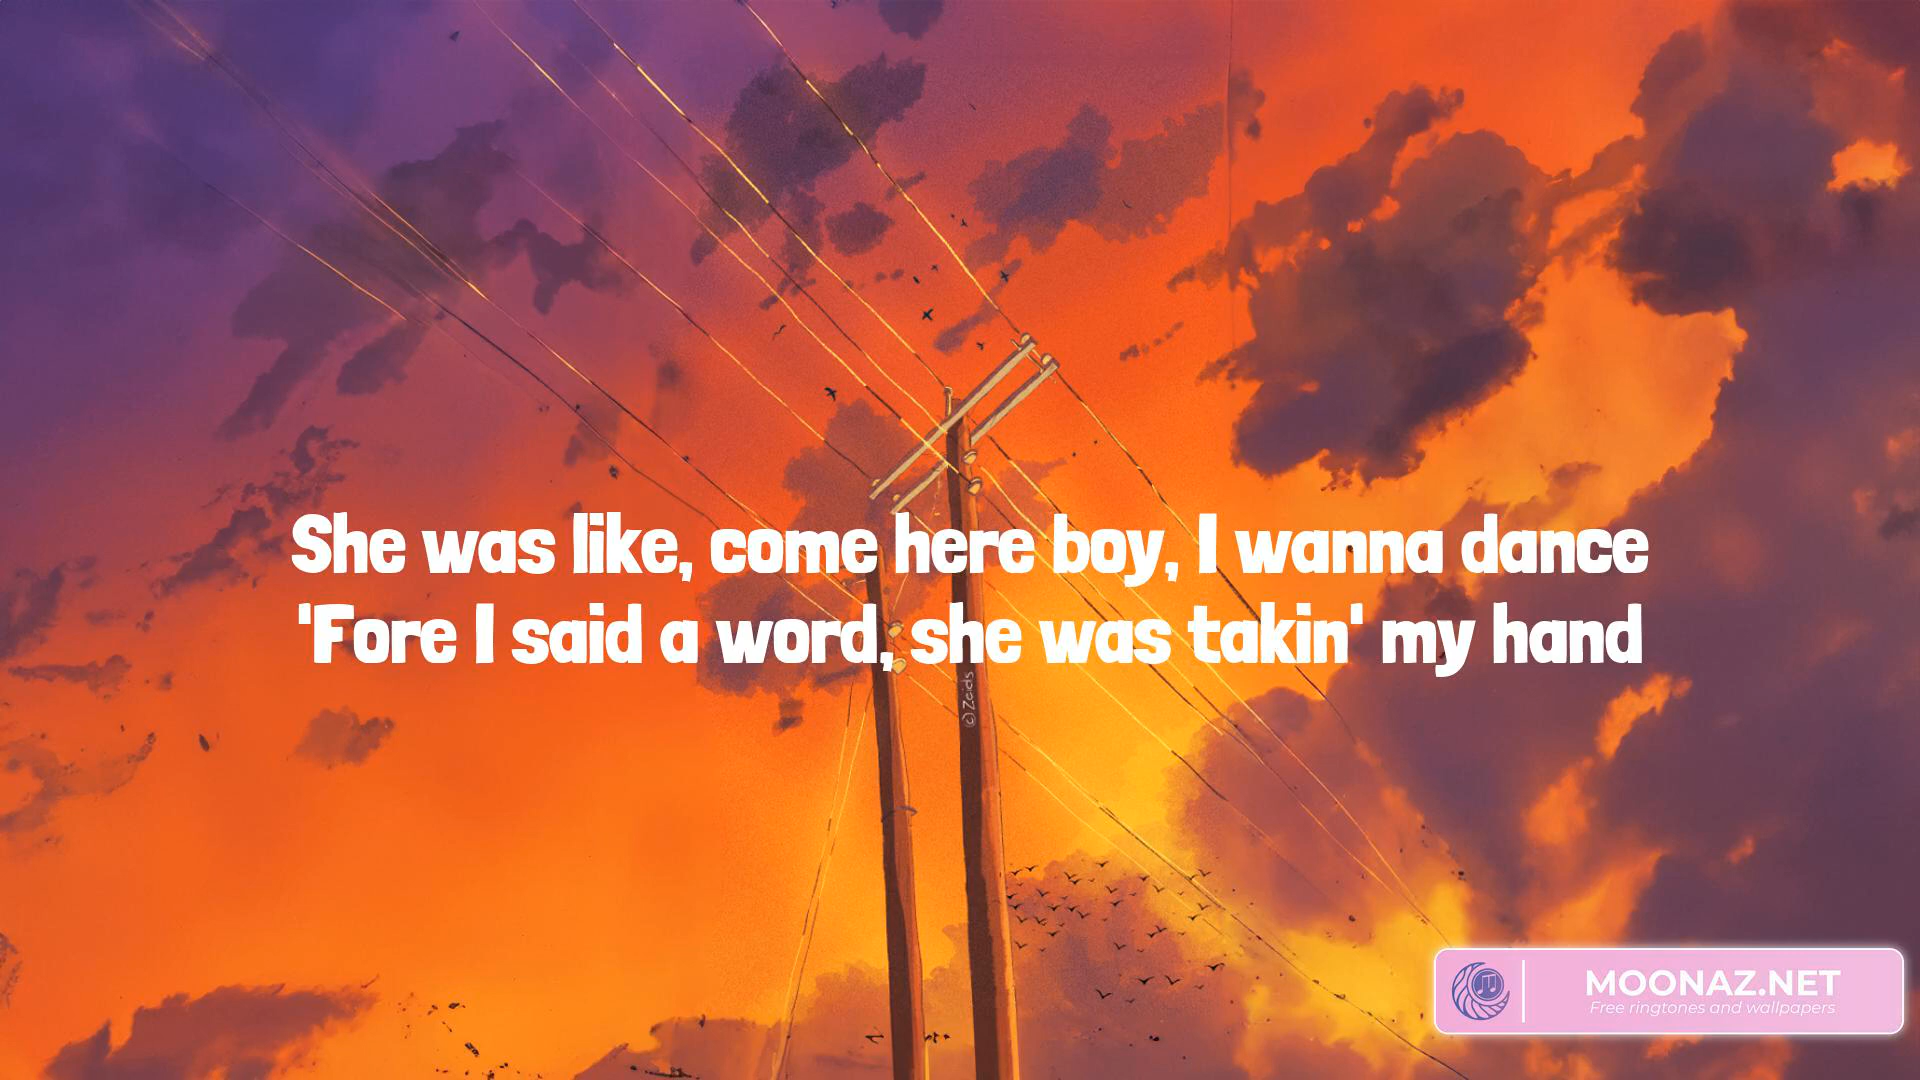 She was like, come here boy, I wanna dance
'Fore I said a word, she was takin' my hand
(c) Zaids
MOONAZ.NET
Free ringtones and wallpapers